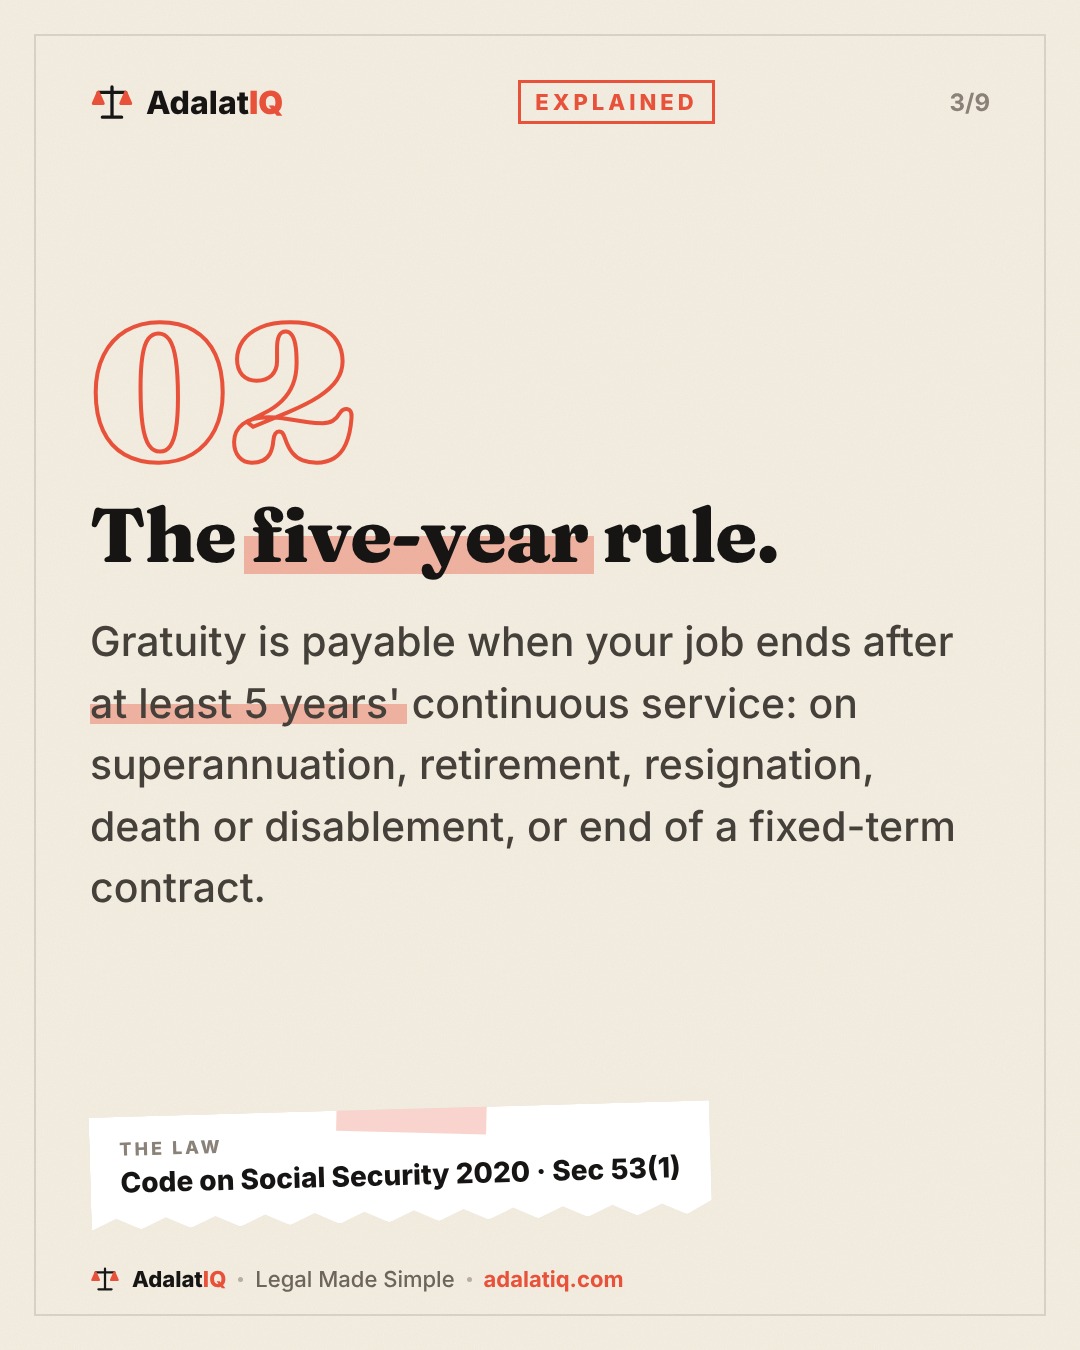 AdalatIQ
EXPLAINED
3/9
02
The five-year rule.
Gratuity is payable when your job ends after
at least 5 years' continuous service: on
superannuation, retirement, resignation,
death or disablement, or end of a fixed-term
contract.
THE LAW
Code on Social Security 2020 · Sec 53(1)
AdalatIQ • Legal Made Simple • adalatiq.com